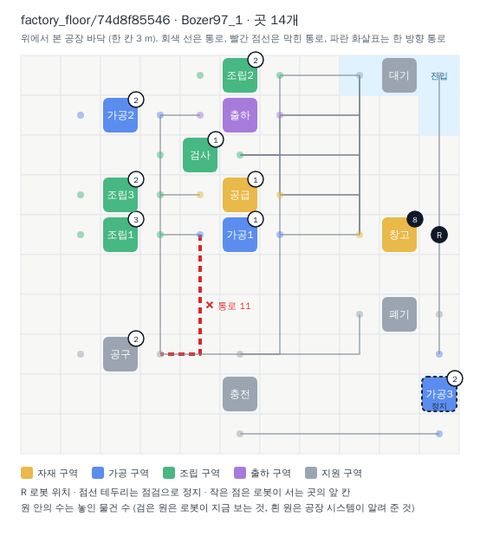 factory_floor/74d8f85546 · Bozer97_1 · 곳 14개
위에서 본 공장 바닥 (한 칸 3 m). 회색 선은 통로, 빨간 점선은 막힌 통로, 파란 화살표는 한 방향 통로
조립2 2 대기 진입
가공2 2 출하
검사 1
조립3 2 공급 1
조립1 3 가공1 1 창고 8 R
통로 11 폐기
공구 2
충전 가공3 2
정지
자재 구역 가공 구역 조립 구역 출하 구역 지원 구역
R 로봇 위치 · 점선 테두리는 점검으로 정지 · 작은 점은 로봇이 서는 곳의 앞 칸
원 안의 수는 놓인 물건 수 (검은 원은 로봇이 지금 보는 것, 흰 원은 공장 시스템이 알려 준 것)